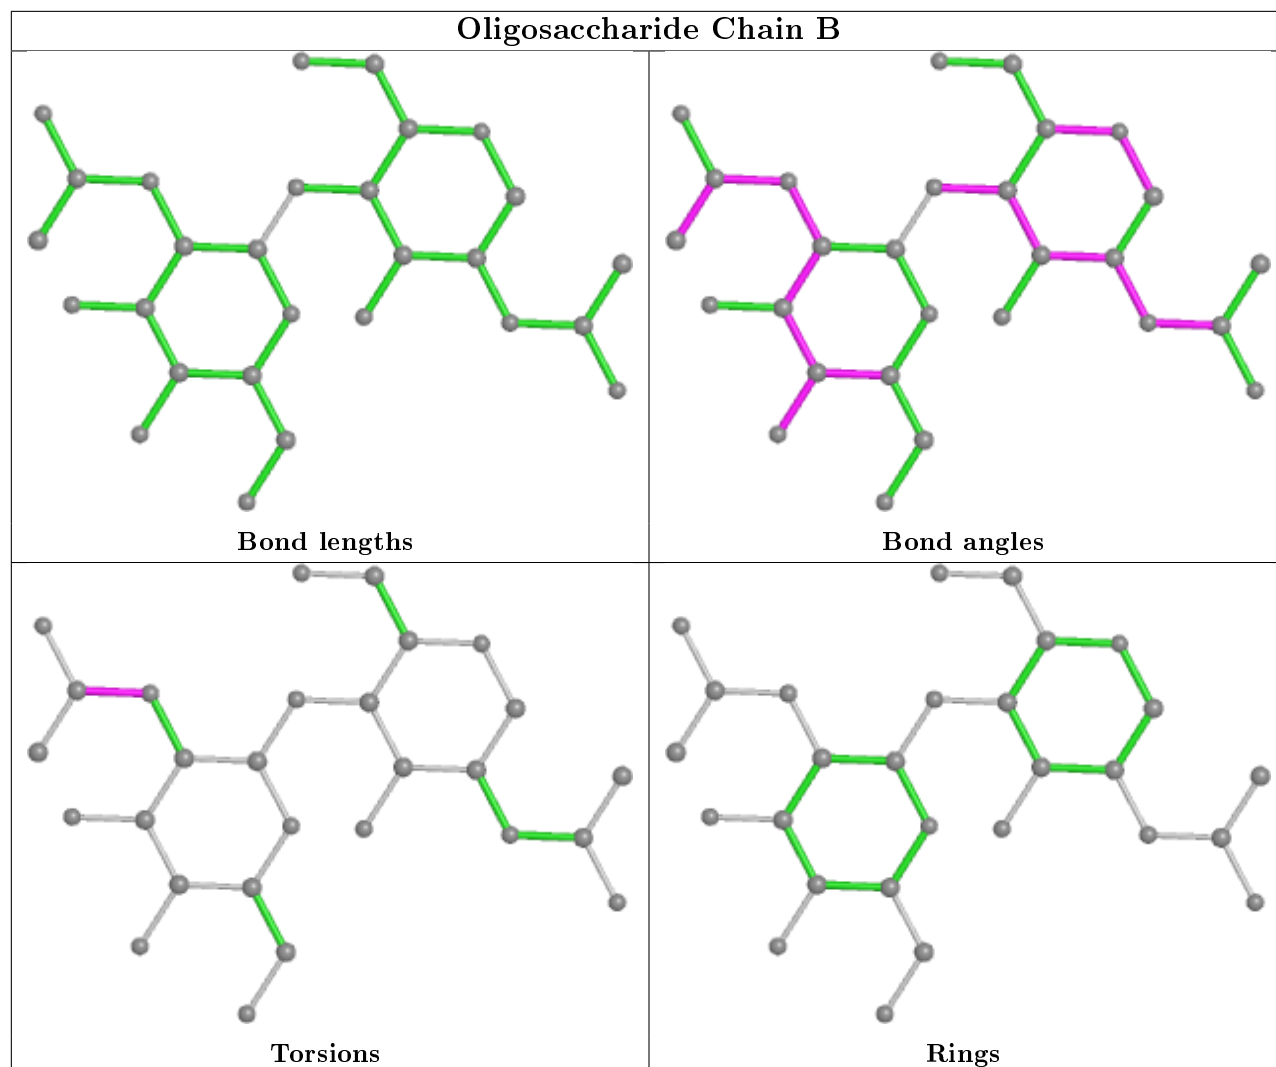 Oligosaccharide Chain B
Bond lengths
Bond angles
Torsions
Rings